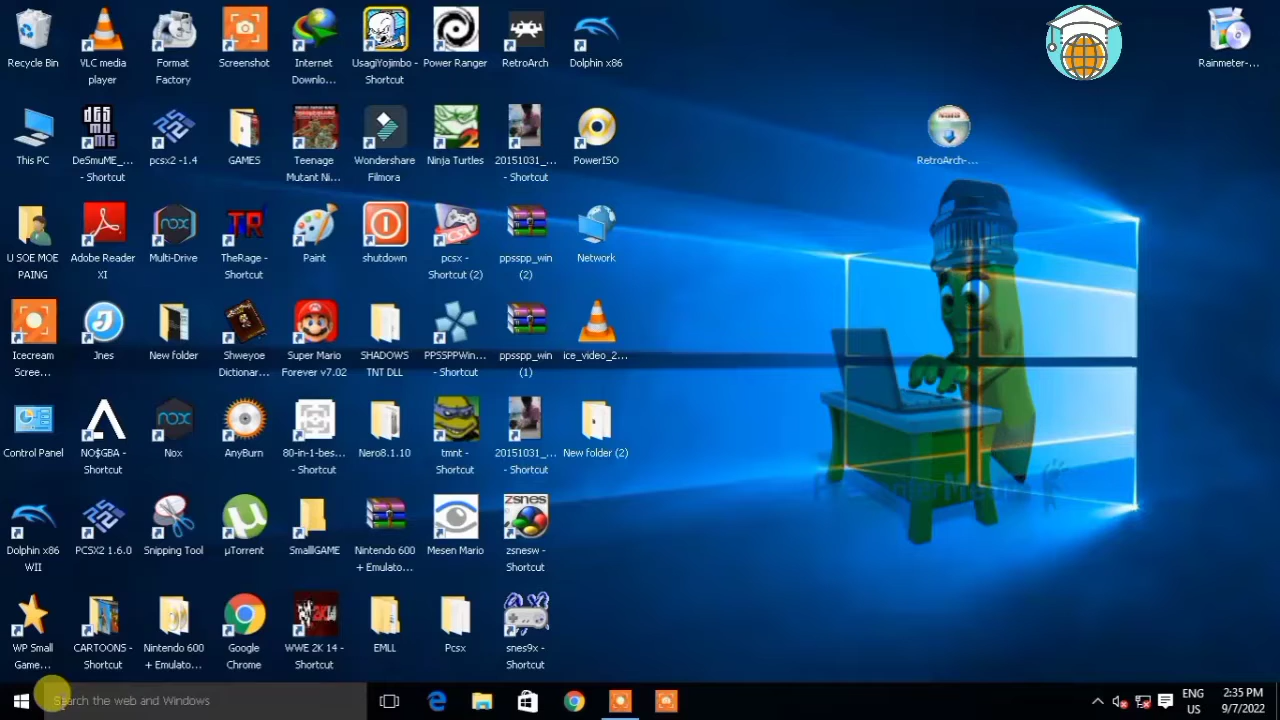 Recycle Bin
VLC media
player
Format
Factory
Screenshot
Internet
Downlo...
UsagiYojimbo -
Shortcut
Power Ranger
RetroArch
Dolphin x86
Rainmeter-...
This PC
DeSmuME_...
- Shortcut
pcsx2 -1.4
GAMES
Teenage
Mutant Ni...
Wondershare
Filmora
Ninja Turtles
20151031_...
- Shortcut
PowerISO
RetroArch-...
U SOE MOE
PAING
Adobe Reader
XI
Multi-Drive
TheRage -
Shortcut
Paint
shutdown
pcsx -
Shortcut (2)
ppsspp_win
(2)
Network
Icecream
Scree...
Jnes
New folder
Shweyoe
Dictionar...
Super Mario
Forever v7.02
SHADOWS
TNT DLL
PPSSPPWin...
- Shortcut
ppsspp_win
(1)
ice_video_2...
Control Panel
NO$GBA -
Shortcut
Nox
AnyBurn
80-in-1-bes...
- Shortcut
Nero8.1.10
tmnt -
Shortcut
20151031_...
- Shortcut
New folder (2)
Dolphin x86
WII
PCSX2 1.6.0
Snipping Tool
µTorrent
SmallGAME
Nintendo 600
+ Emulato...
Mesen Mario
zsnesw -
Shortcut
WP Small
Game...
CARTOONS -
Shortcut
Nintendo 600
+ Emulato...
Google
Chrome
WWE 2K 14 -
Shortcut
EMLL
Pcsx
snes9x -
Shortcut
Search the web and Windows
ENG
US
2:35 PM
9/7/2022